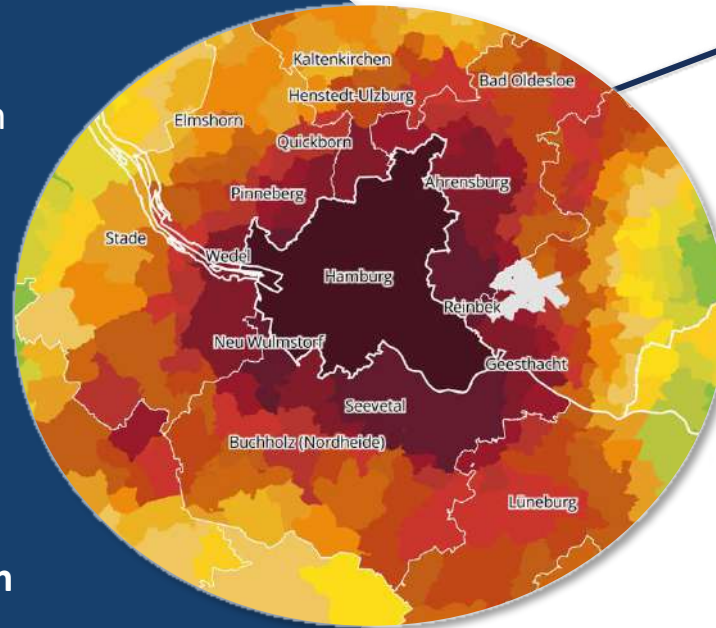 Kaltenkirchen
Bad Oldesloe
Henstedt-Ulzburg
n
Elmshorn
Quickborn
Ahrensburg
Pinneberg
Stade
Wedel
Hamburg
Reinbek
Neu Wulmstorf
Geesthacht
Seevetal
Buchholz (Nordheide)
Lüneburg
n